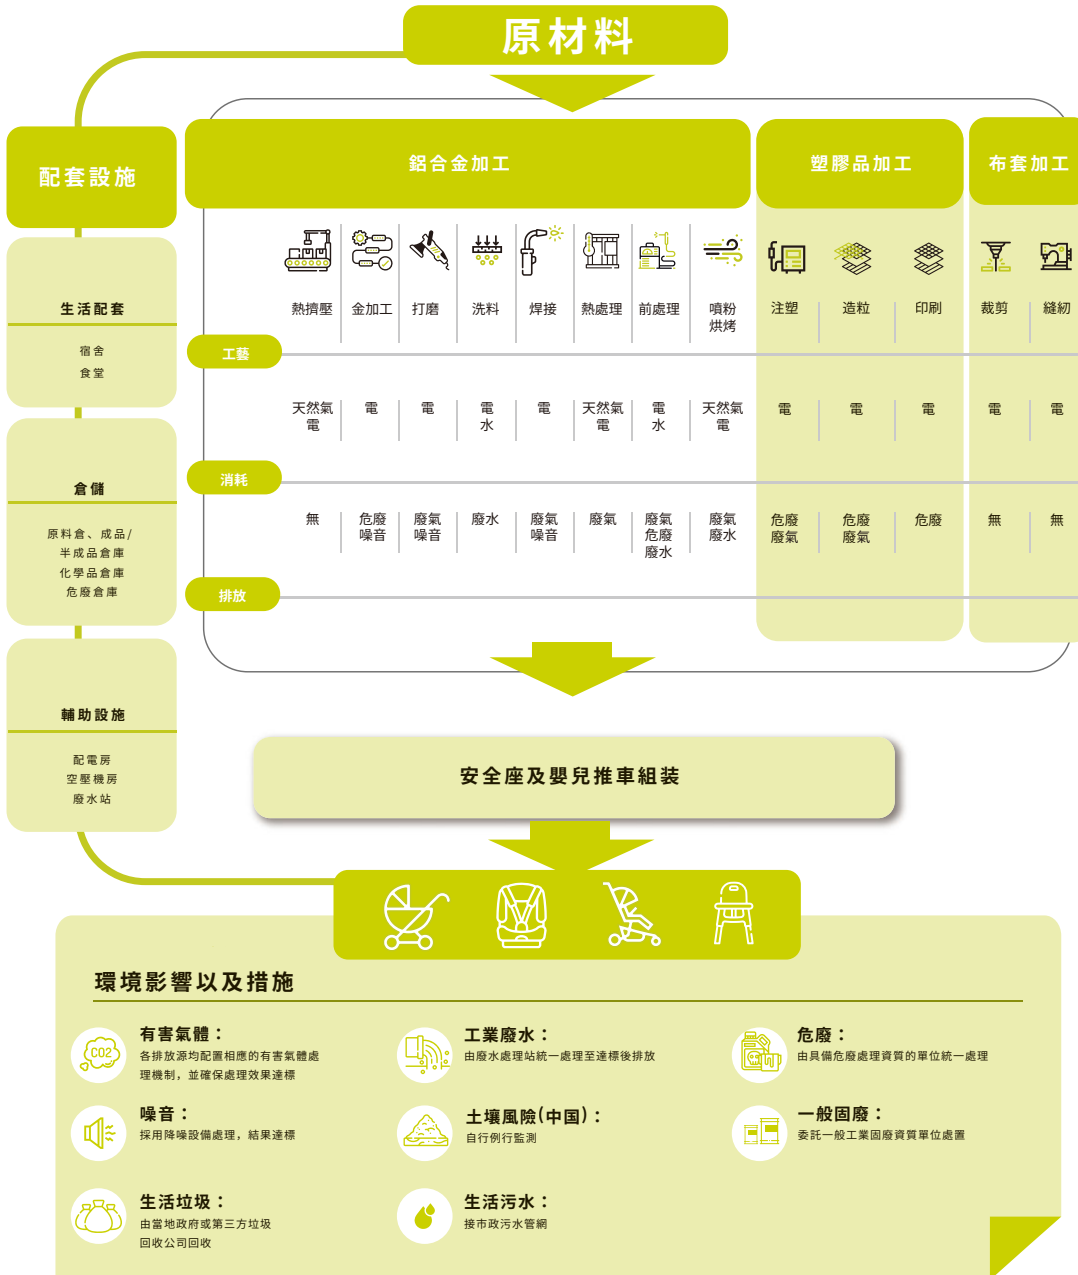 原材料
配套設施
生活配套
宿舍
食堂
倉儲
原料倉、成品/
半成品倉庫
化學品倉庫
危廢倉庫
輔助設施
配電房
空壓機房
廢水站
鋁合金加工
塑膠品加工
布套加工
熱擠壓
金加工
打磨
洗料
焊接
熱處理
前處理
噴粉
烘烤
注塑
造粒
印刷
裁剪
縫紉
工藝
天然氣
電
電
電
電
水
電
天然氣
電
電
水
天然氣
電
電
電
電
電
電
消耗
無
危廢
噪音
廢氣
噪音
廢水
廢氣
噪音
廢氣
廢氣
危廢
廢水
廢氣
廢水
危廢
廢氣
危廢
廢氣
危廢
無
無
排放
安全座及嬰兒推車組装
環境影響以及措施
CO2
有害氣體：
各排放源均配置相應的有害氣體處
理機制，並確保處理效果達標
工業廢水：
由廢水處理站統一處理至達標後排放
危廢：
由具備危廢處理資質的單位統一處理
噪音：
採用降噪設備處理，結果達標
土壤風險(中国)：
自行例行監測
一般固廢：
委託一般工業固廢資質單位處置
生活垃圾：
由當地政府或第三方垃圾
回收公司回收
生活污水：
接市政污水管網